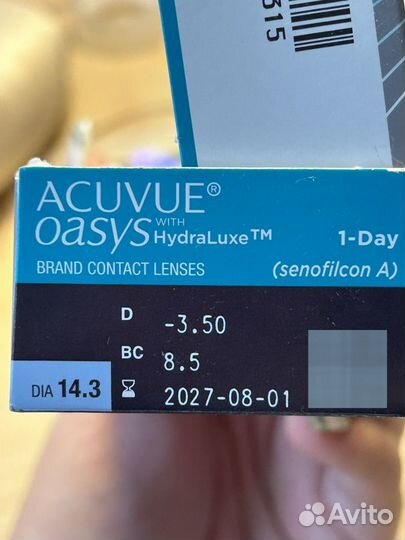 315
ACUVUE®
OASYS WITH HydraLuxe™ 1-Day
BRAND CONTACT LENSES (senofilcon A)
D -3.50
BC 8.5
DIA 14.3 2027-08-01
Avito